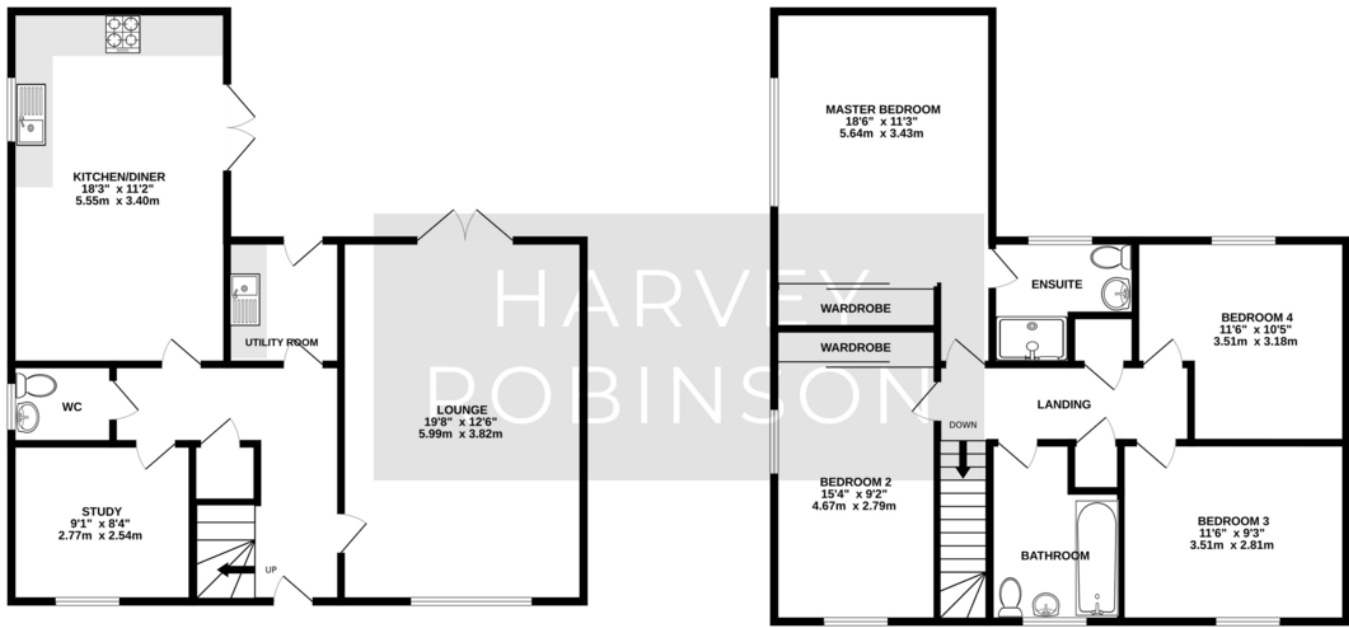 KITCHEN/DINER
18'3" x 11'2"
5.55m x 3.40m
UTILITY ROOM
WC
LOUNGE
19'8" x 12'6"
5.99m x 3.82m
STUDY
9'1" x 8'4"
2.77m x 2.54m
UP
MASTER BEDROOM
18'6" x 11'3"
5.64m x 3.43m
WARDROBE
WARDROBE
ENSUITE
BEDROOM 4
11'6" x 10'5"
3.51m x 3.18m
LANDING
DOWN
BEDROOM 2
15'4" x 9'2"
4.67m x 2.79m
BATHROOM
BEDROOM 3
11'6" x 9'3"
3.51m x 2.81m
HARVEY
ROBINSON